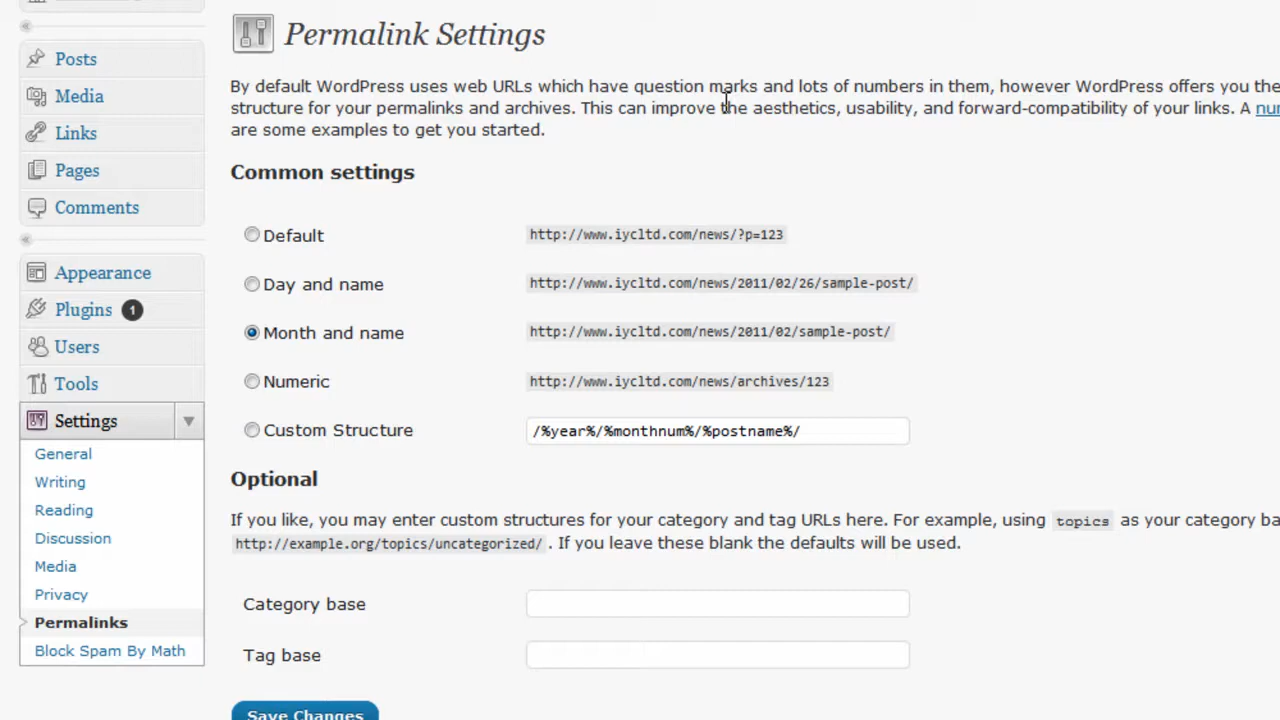 Permalink Settings
By default WordPress uses web URLs which have question marks and lots of numbers in them, however WordPress offers you the
structure for your permalinks and archives. This can improve the aesthetics, usability, and forward-compatibility of your links. A
are some examples to get you started.
Common settings
Default http://www.iycltd.com/news/?p=123
Day and name http://www.iycltd.com/news/2011/02/26/sample-post/
Month and name http://www.iycltd.com/news/2011/02/sample-post/
Numeric http://www.iycltd.com/news/archives/123
Custom Structure /%year%/%monthnum%/%postname%/
Optional
If you like, you may enter custom structures for your category and tag URLs here. For example, using topics as your category
http://example.org/topics/uncategorized/ . If you leave these blank the defaults will be used.
Category base
Tag base
Save Changes
Posts
Media
Links
Pages
Comments
Appearance
Plugins 1
Users
Tools
Settings
General
Writing
Reading
Discussion
Media
Privacy
Permalinks
Block Spam By Math